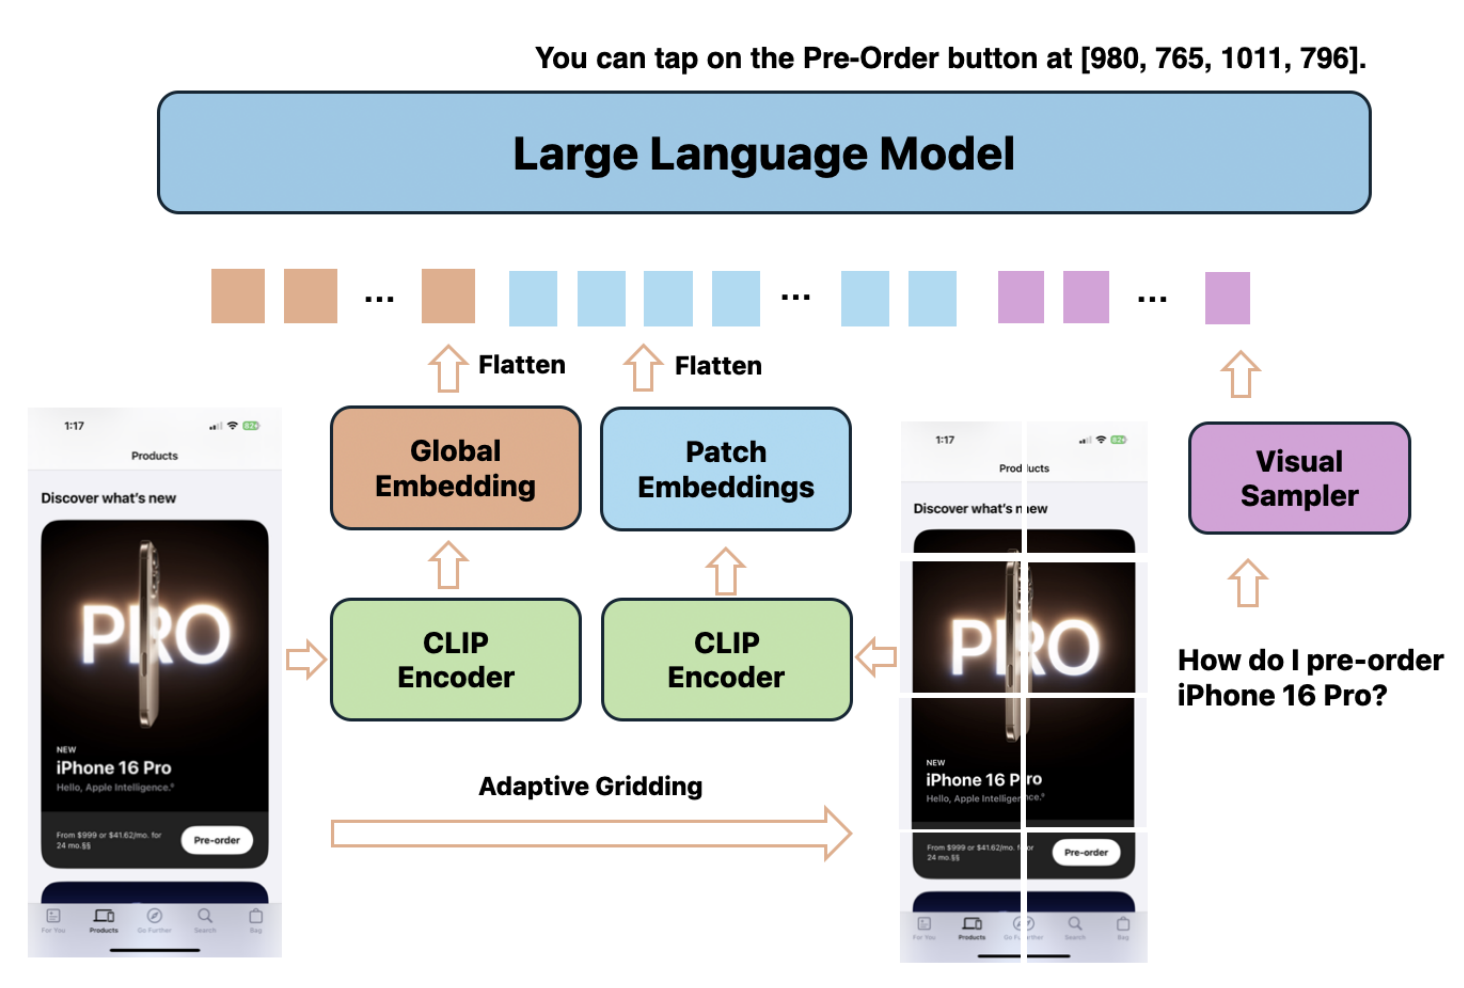 You can tap on the Pre-Order button at [980, 765, 1011, 796].
Large Language Model
...
...
...
Flatten
Flatten
Global
Embedding
Patch
Embeddings
Visual
Sampler
CLIP
Encoder
CLIP
Encoder
How do I pre-order
iPhone 16 Pro?
Adaptive Gridding
1:17
Products
Discover what's new
PRO
NEW
iPhone 16 Pro
Hello, Apple Intelligence.°
From $999 or $41.62/mo. for
24 mo.§§
Pre-order
For You
Products
Go Further
Search
Bag
1:17
Products
Discover what's new
PRO
NEW
iPhone 16 Pro
Hello, Apple Intelligence.°
From $999 or $41.62/mo. for
24 mo.§§
Pre-order
For You
Products
Go Further
Search
Bag